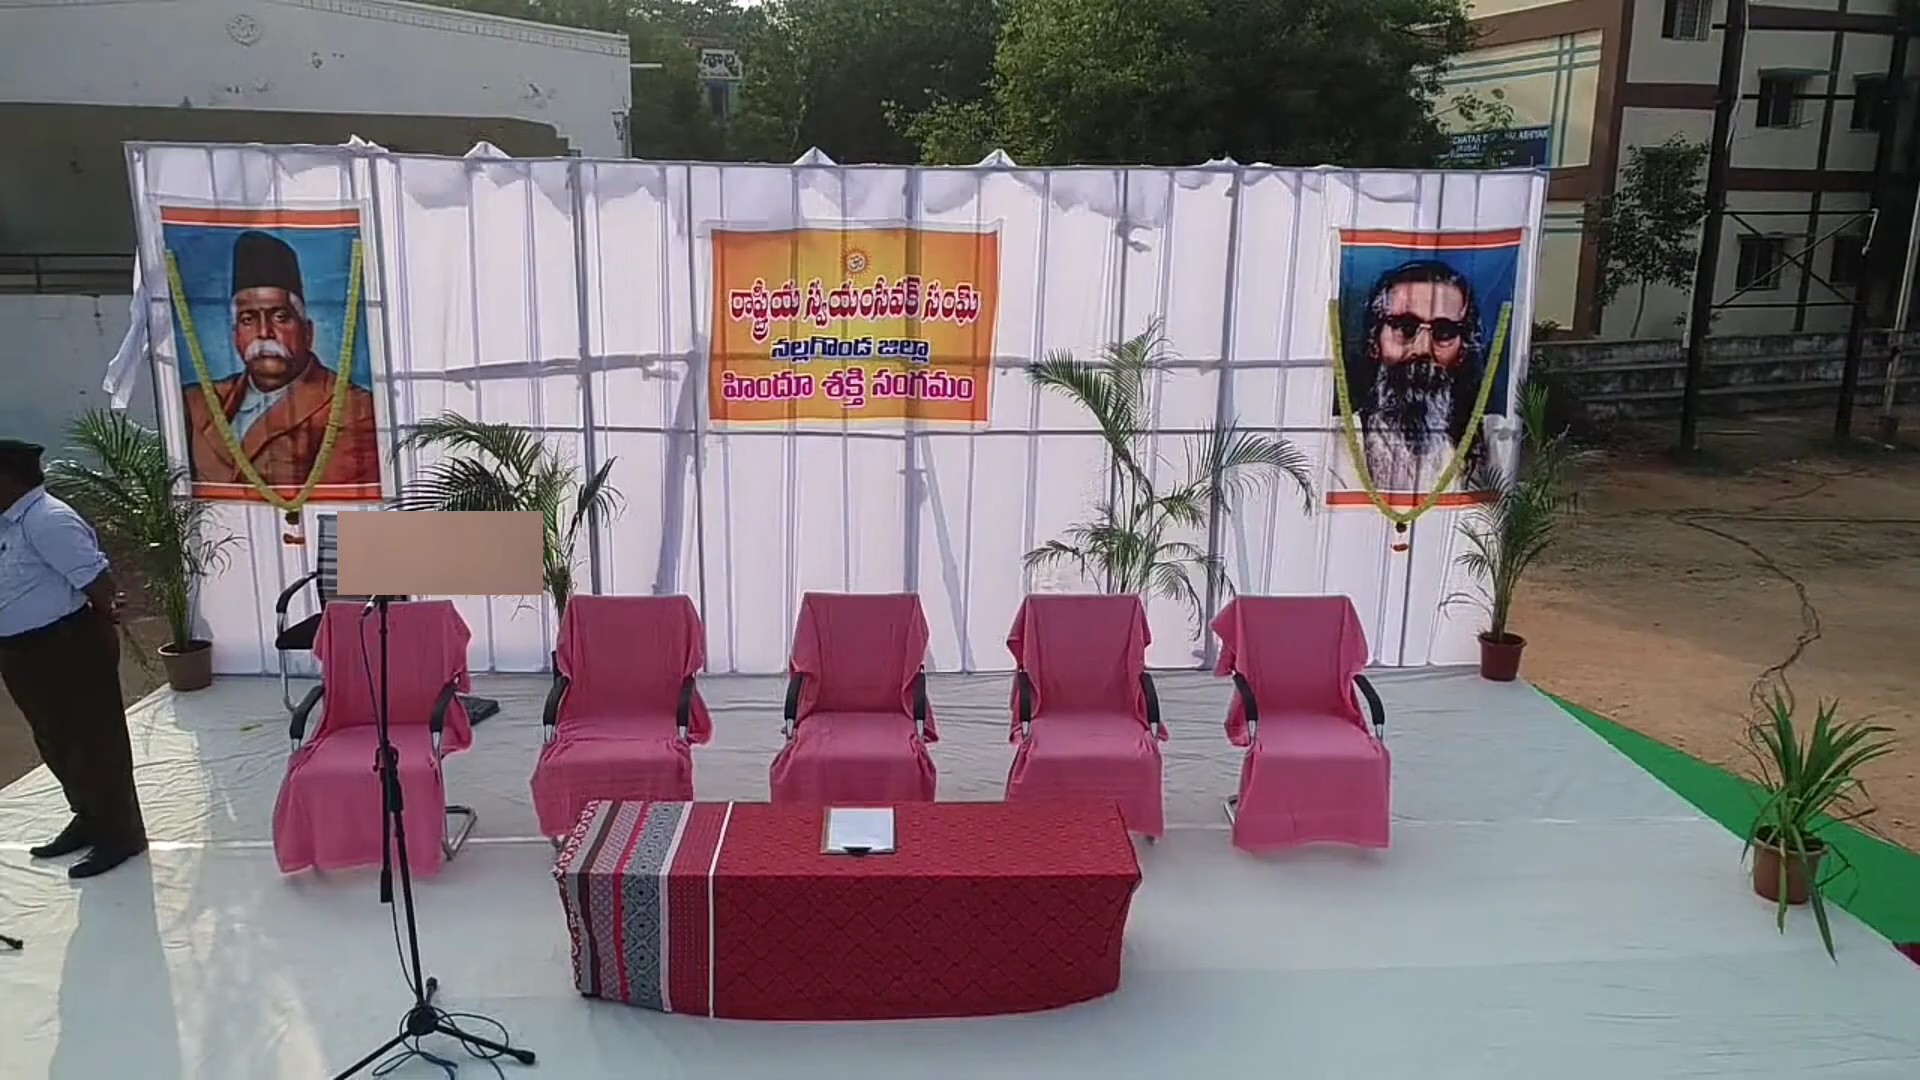 రాష్ట్రీయ స్వయంసేవక్ సంఘ్
నల్లగొండ జిల్లా
హిందూ శక్తి సంగమం